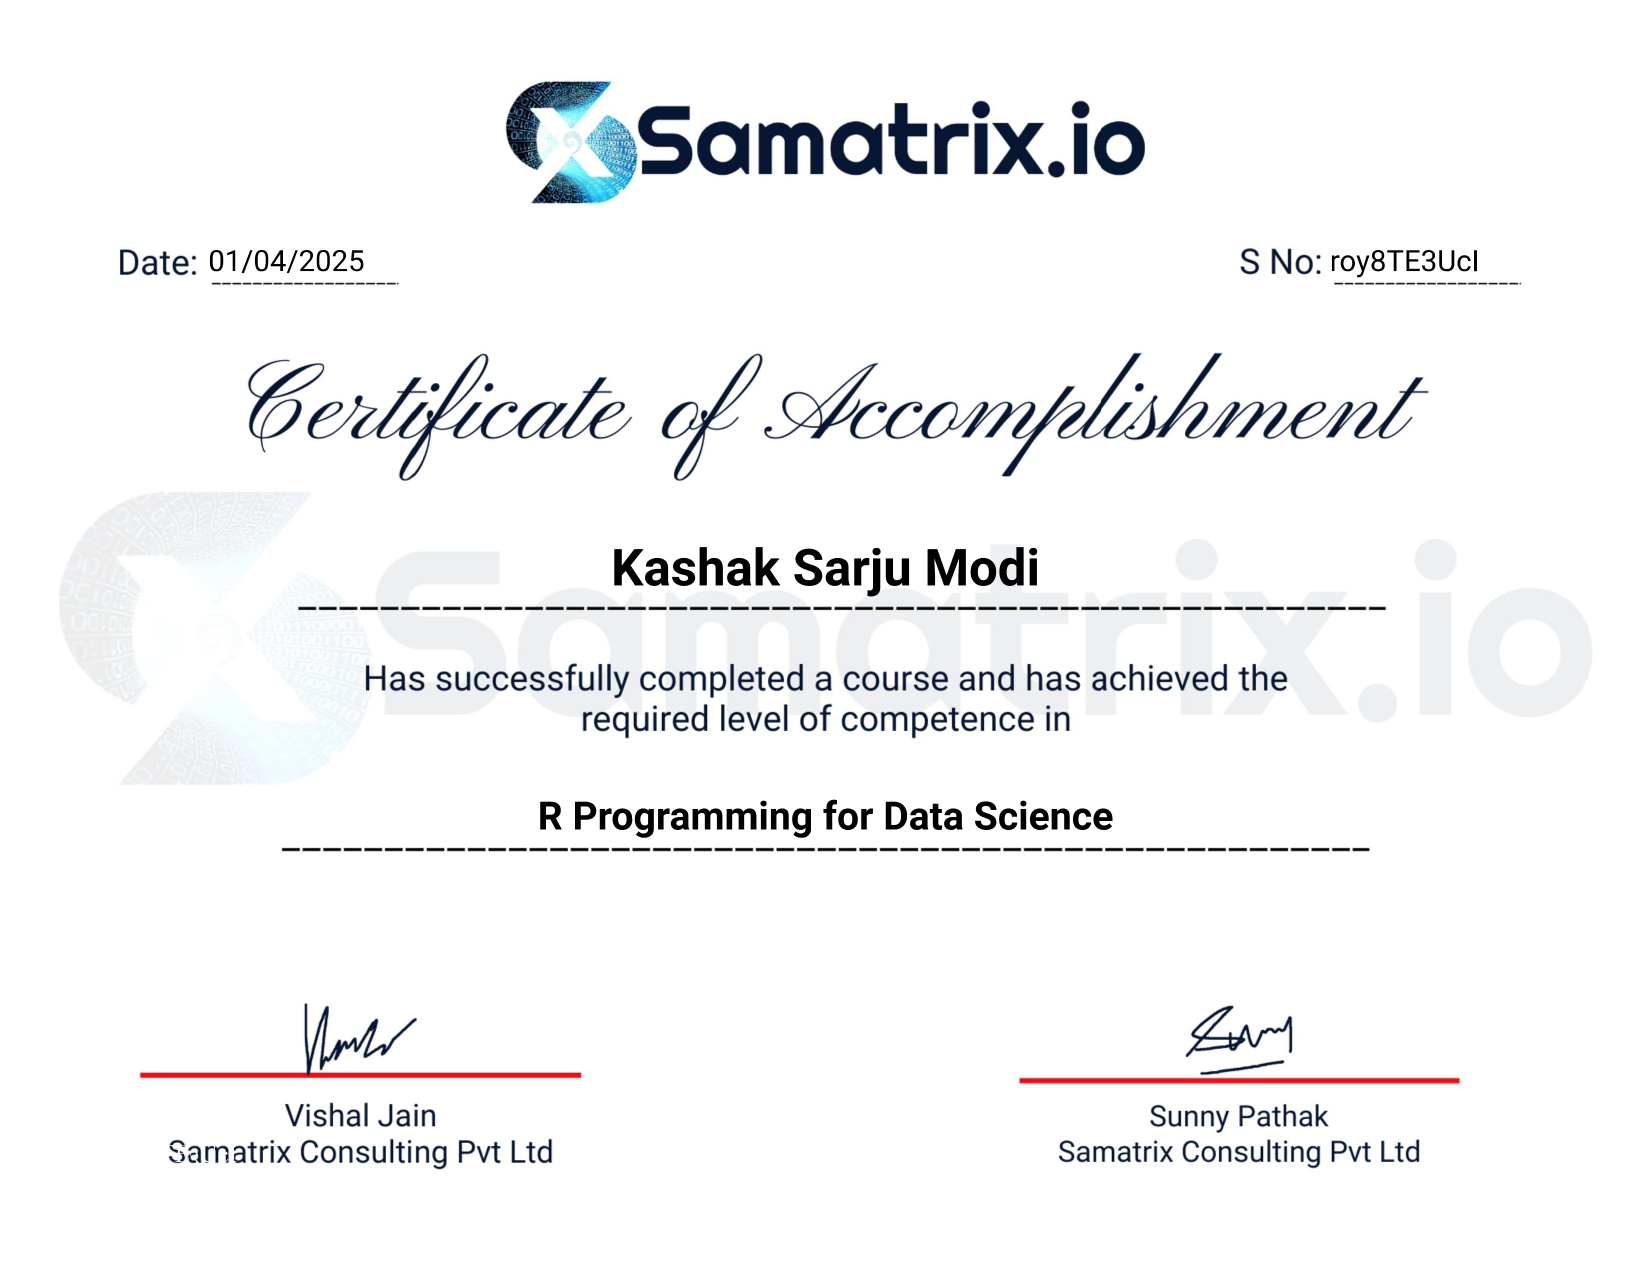 Samatrix.io
Date: 01/04/2025
S No: roy8TE3UcI
Certificate of Accomplishment
Kashak Sarju Modi
Has successfully completed a course and has achieved the
required level of competence in
R Programming for Data Science
Vishal Jain
Samatrix Consulting Pvt Ltd
Sunny Pathak
Samatrix Consulting Pvt Ltd